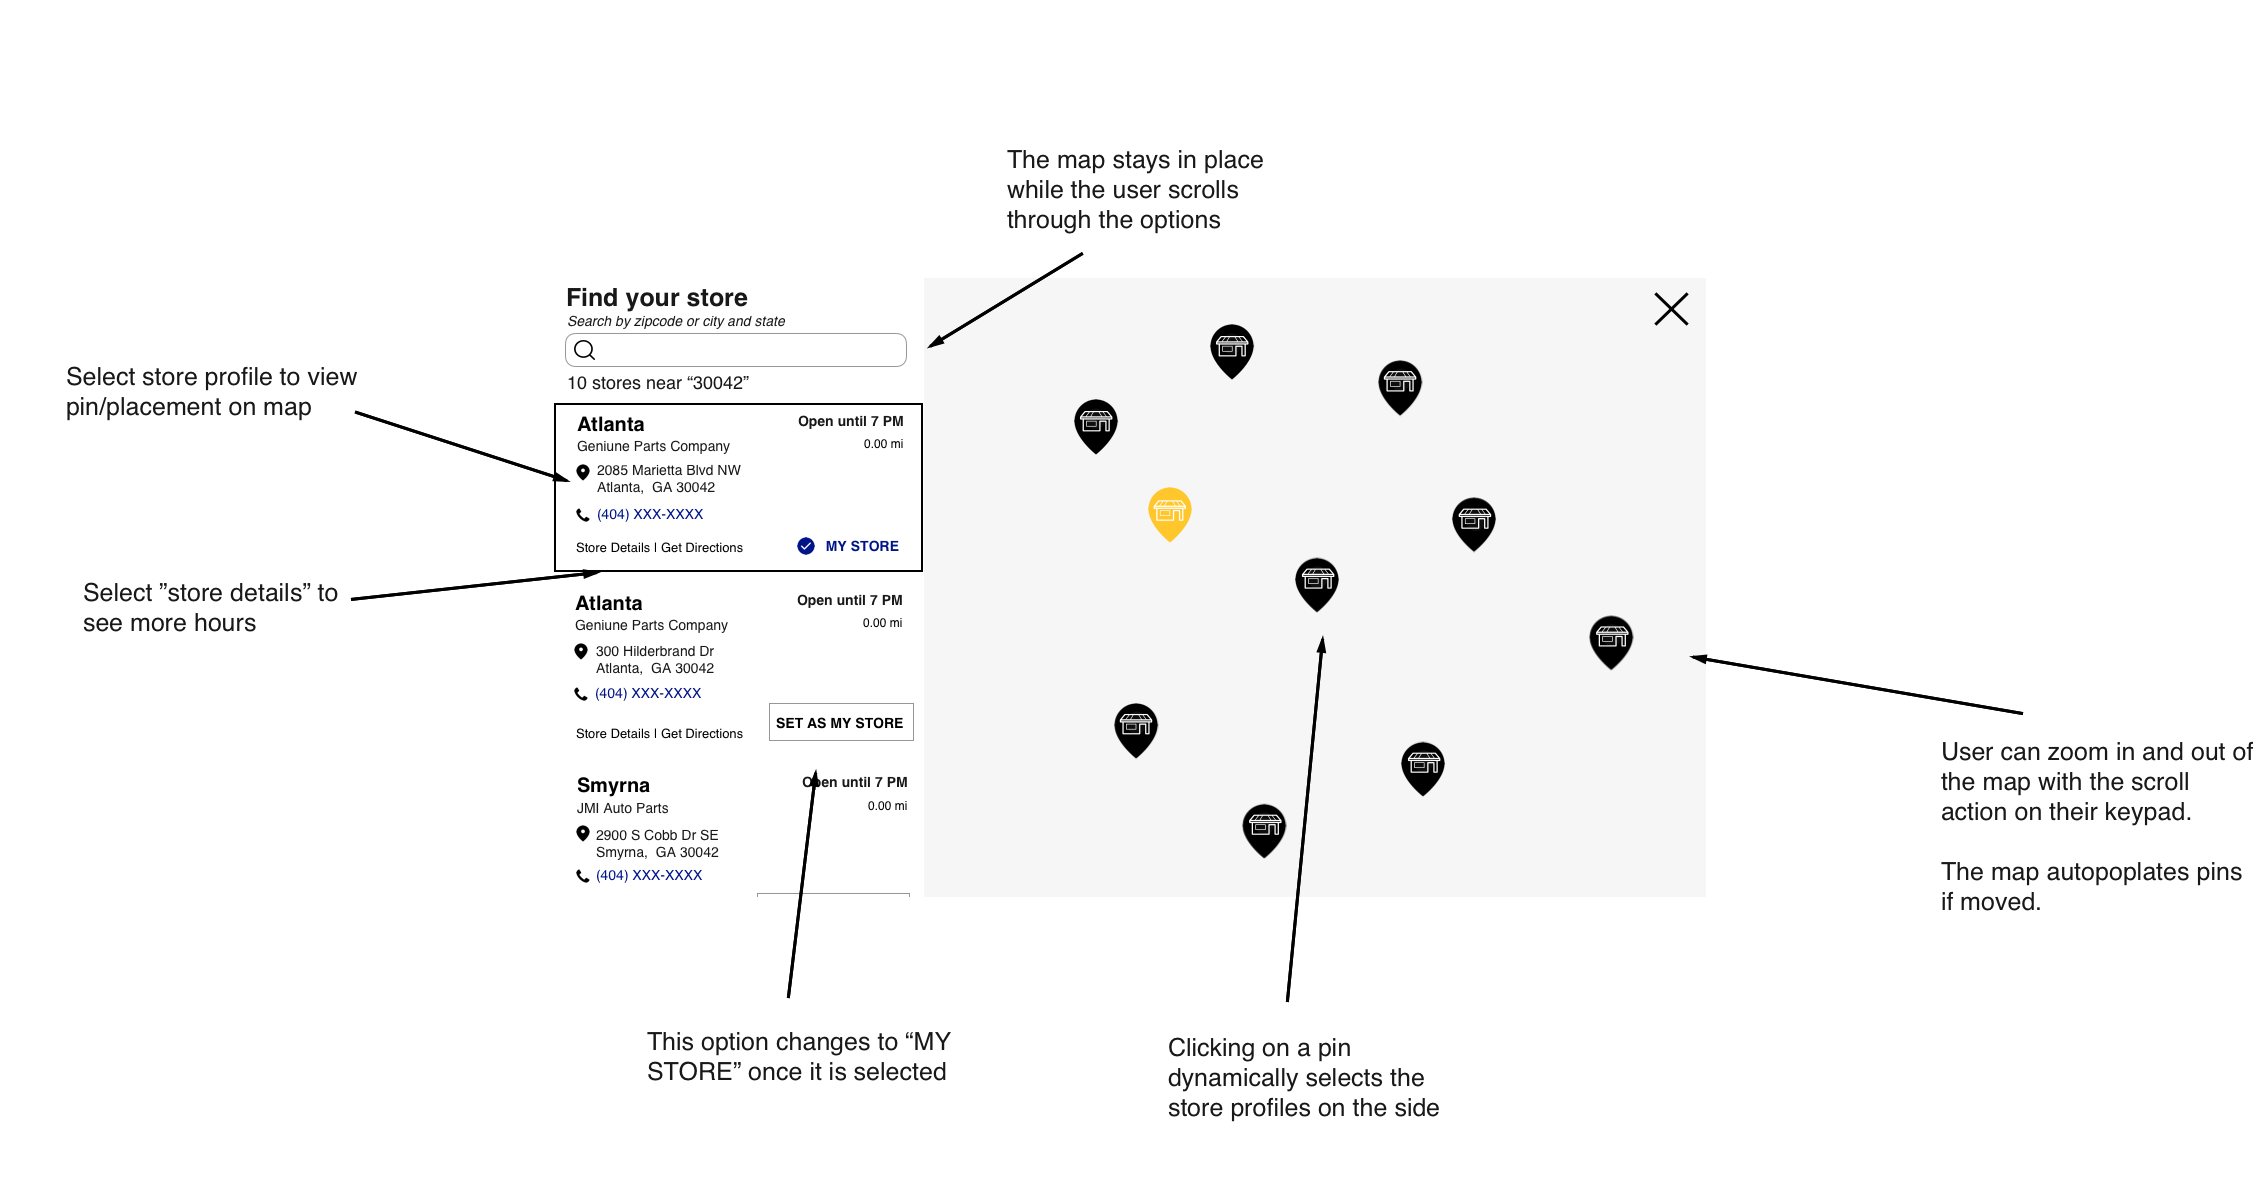 The map stays in place
while the user scrolls
through the options
Find your store
Search by zipcode or city and state
10 stores near “30042”
Select store profile to view
pin/placement on map
Atlanta
Open until 7 PM
Geniune Parts Company
0.00 mi
2085 Marietta Blvd NW
Atlanta, GA 30042
(404) XXX-XXXX
Store Details | Get Directions
MY STORE
Select ”store details” to
see more hours
Atlanta
Open until 7 PM
Geniune Parts Company
0.00 mi
300 Hilderbrand Dr
Atlanta, GA 30042
(404) XXX-XXXX
Store Details | Get Directions
SET AS MY STORE
Smyrna
Open until 7 PM
JMI Auto Parts
0.00 mi
2900 S Cobb Dr SE
Smyrna, GA 30042
(404) XXX-XXXX
User can zoom in and out of
the map with the scroll
action on their keypad.
The map autopoplates pins
if moved.
This option changes to “MY
STORE” once it is selected
Clicking on a pin
dynamically selects the
store profiles on the side